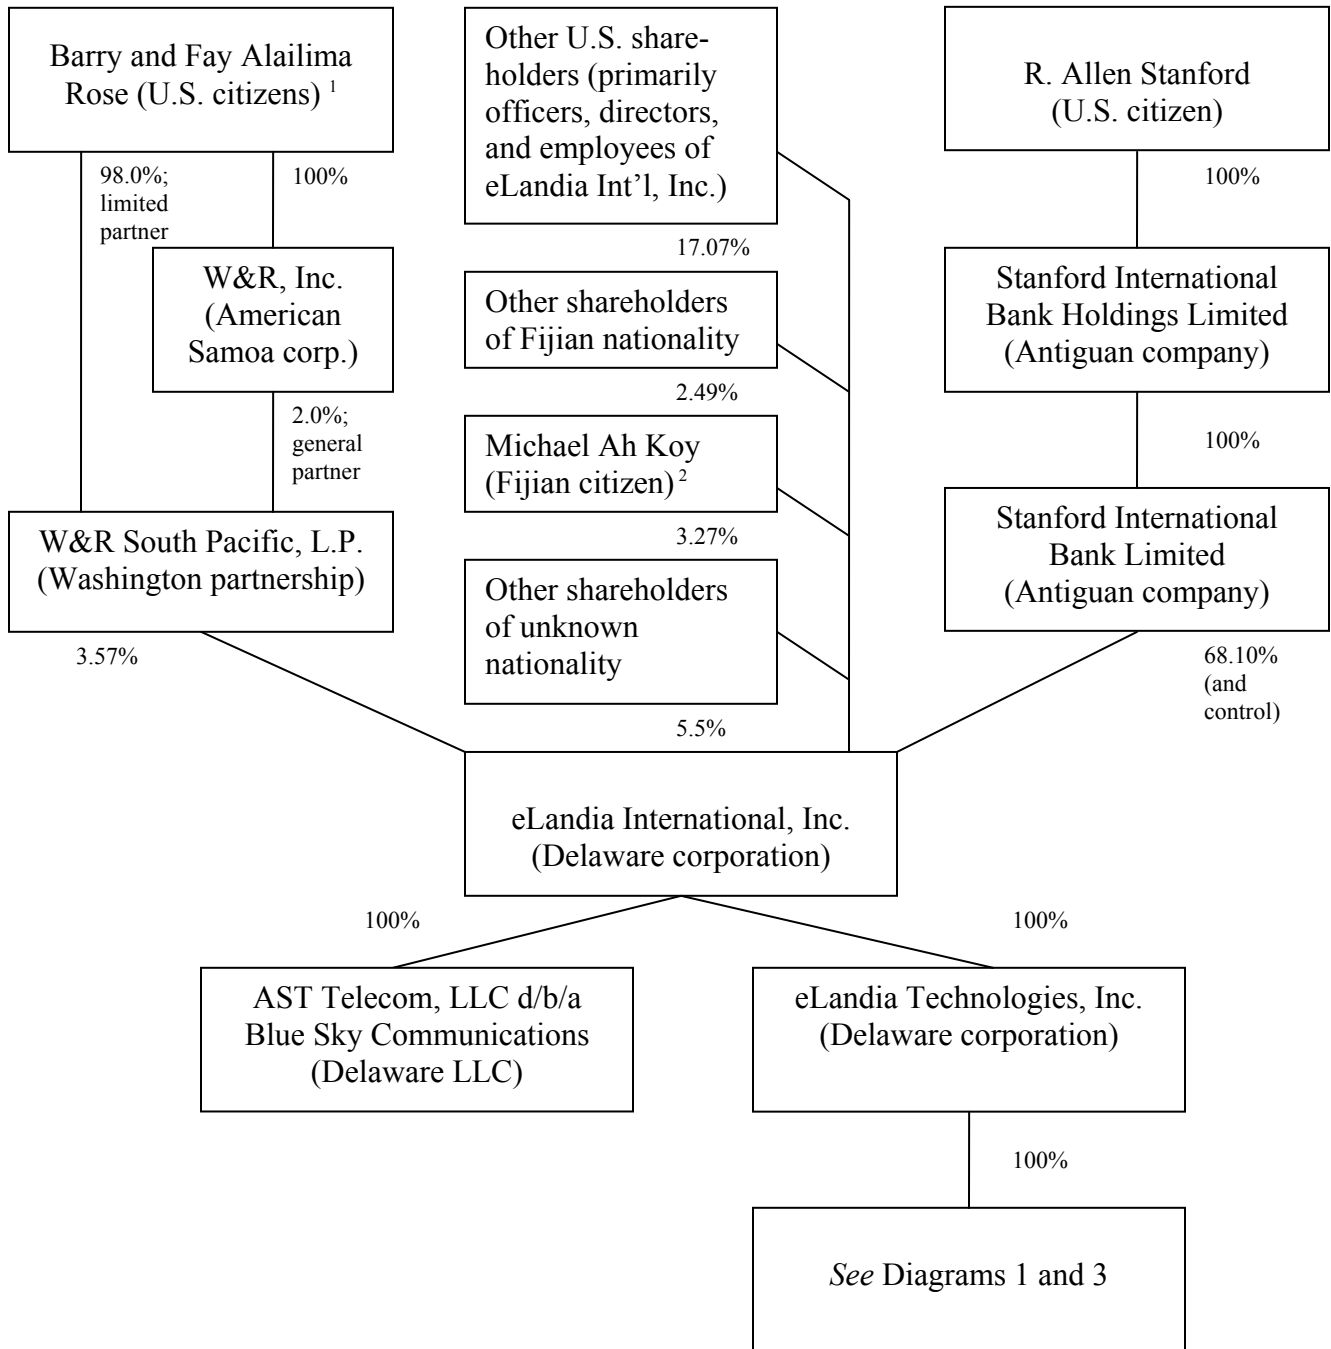 Barry and Fay Alailima
Rose (U.S. citizens) 1
98.0%;
limited
partner
100%
W&R, Inc.
(American
Samoa corp.)
2.0%;
general
partner
W&R South Pacific, L.P.
(Washington partnership)
3.57%
Other U.S. share-
holders (primarily
officers, directors,
and employees of
eLandia Int’l, Inc.)
17.07%
Other shareholders
of Fijian nationality
2.49%
Michael Ah Koy
(Fijian citizen) 2
3.27%
Other shareholders
of unknown
nationality
5.5%
R. Allen Stanford
(U.S. citizen)
100%
Stanford International
Bank Holdings Limited
(Antiguan company)
100%
Stanford International
Bank Limited
(Antiguan company)
68.10%
(and
control)
eLandia International, Inc.
(Delaware corporation)
100%
100%
AST Telecom, LLC d/b/a
Blue Sky Communications
(Delaware LLC)
eLandia Technologies, Inc.
(Delaware corporation)
100%
See Diagrams 1 and 3